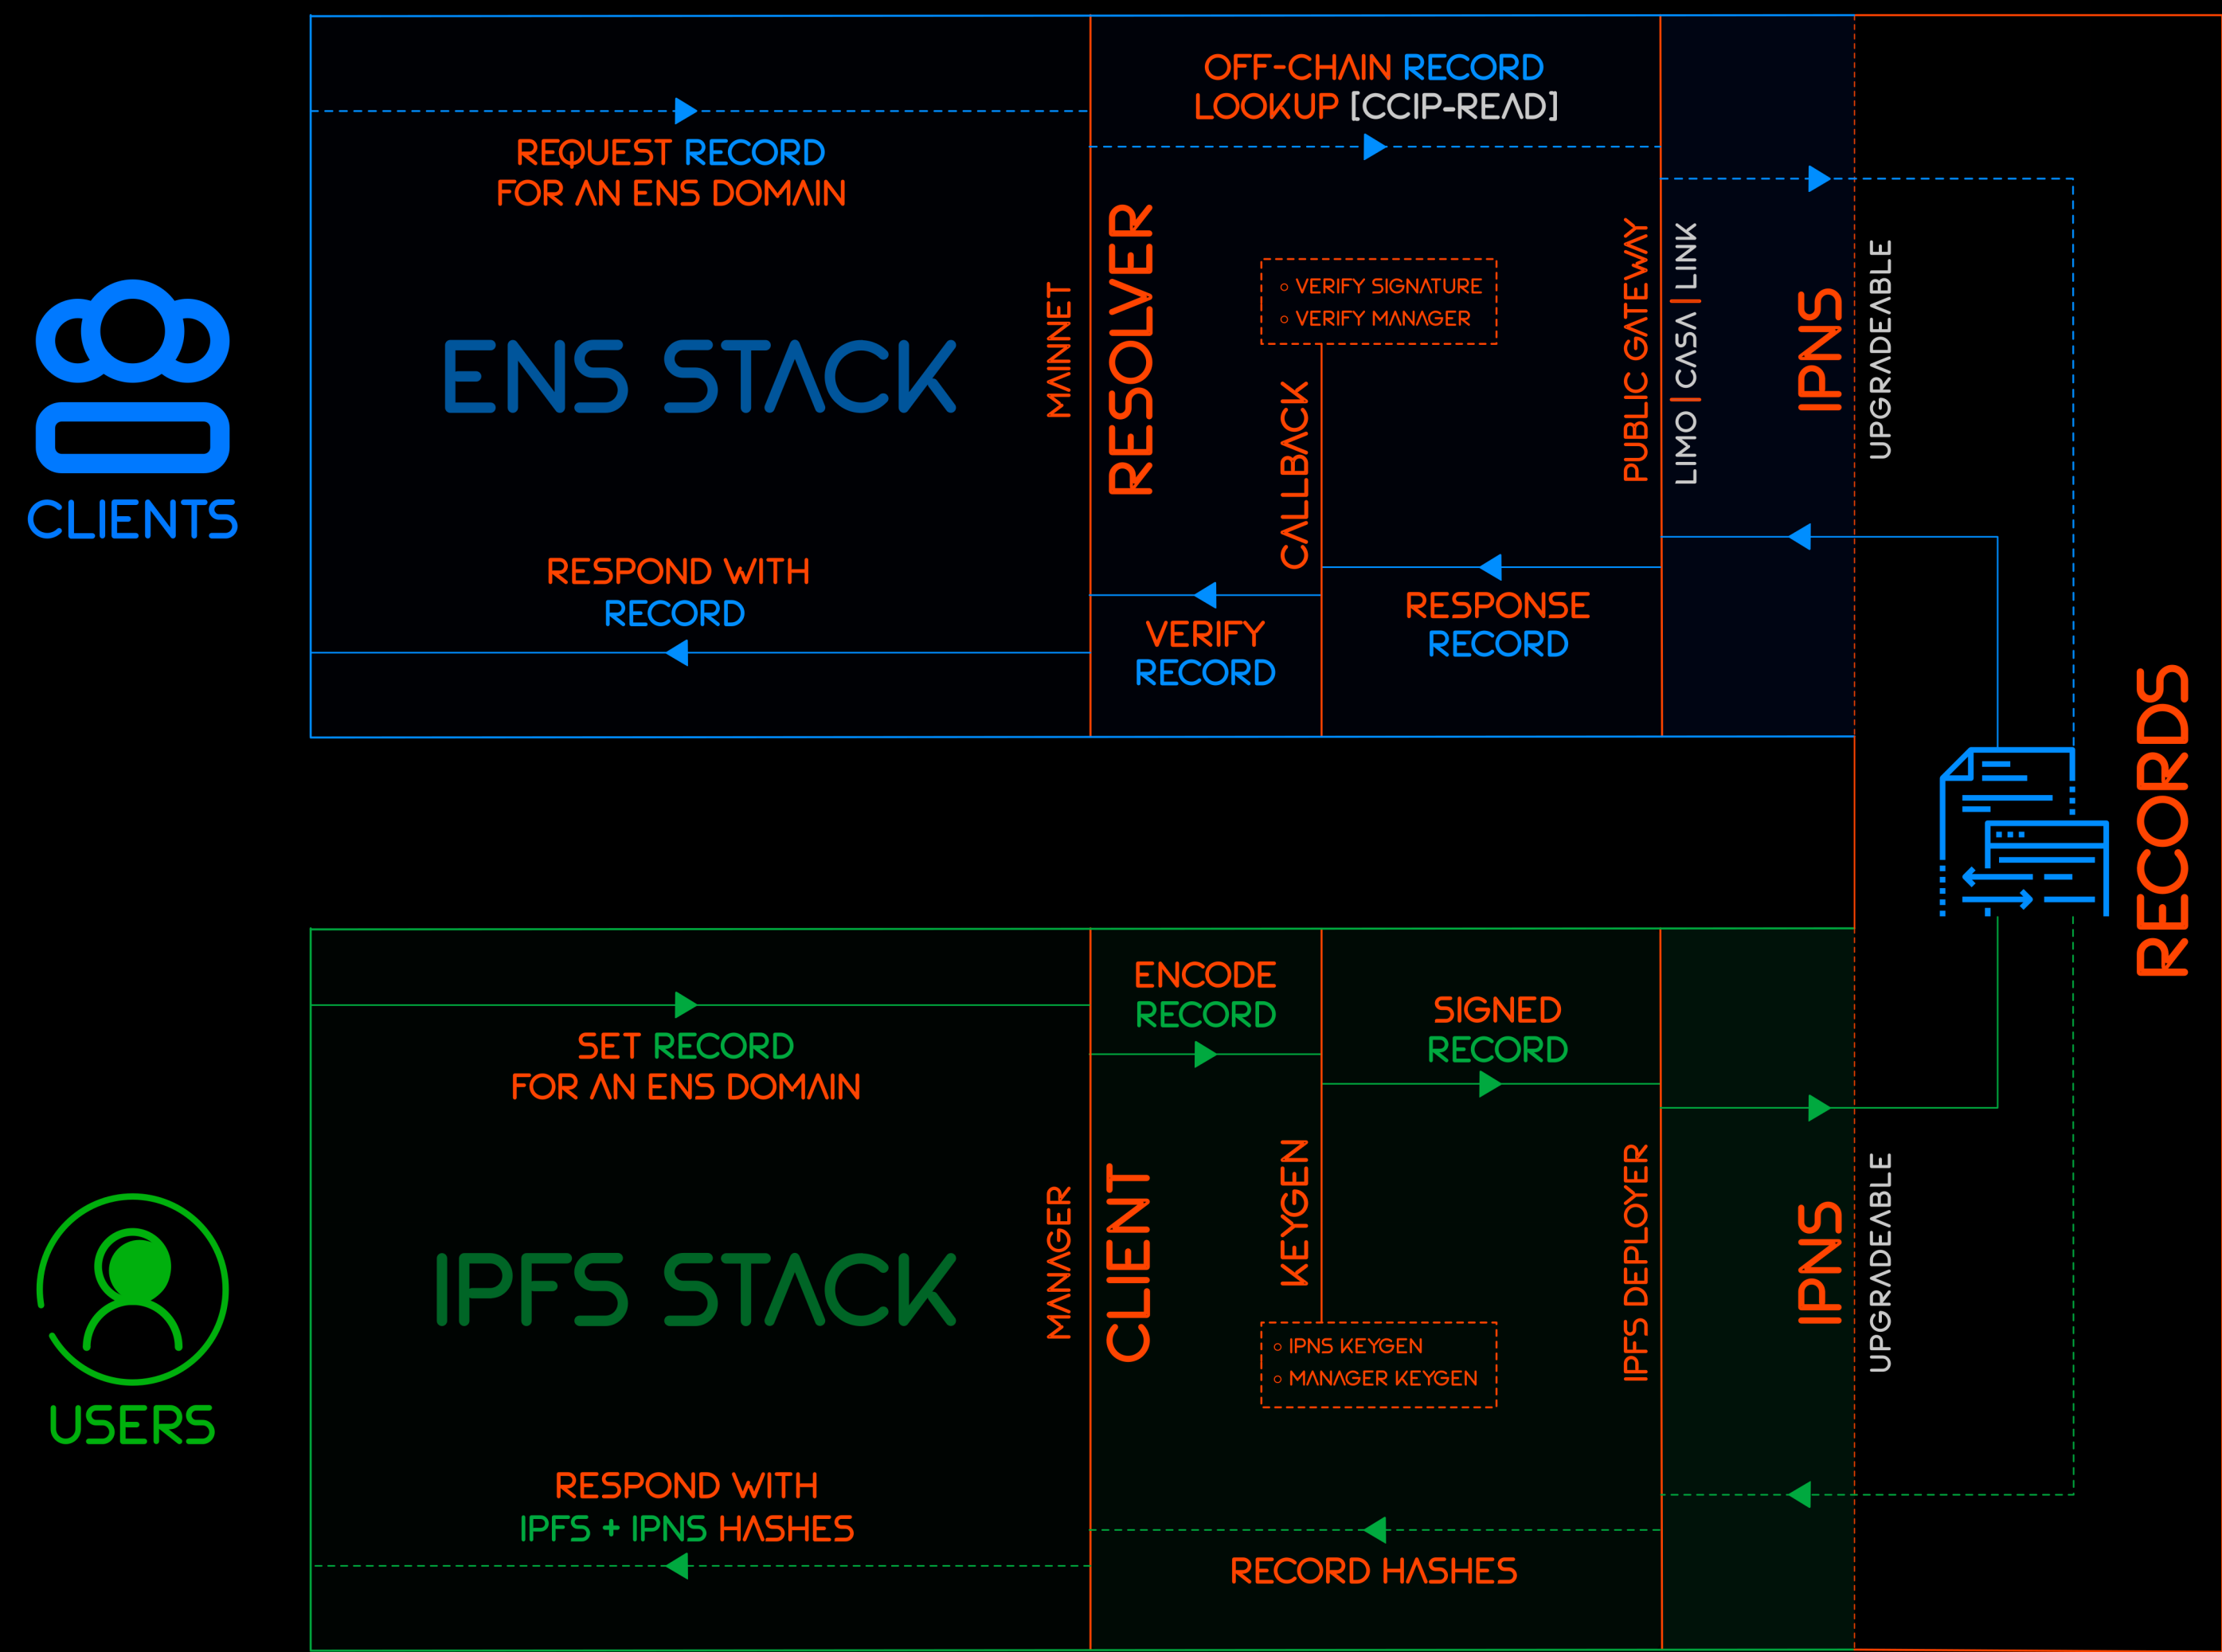 OFF-CHAIN RECORD
LOOKUP [CCIP-READ]
REQUEST RECORD
FOR AN ENS DOMAIN
ENS STACK
MAINNET
RESOLVER
VERIFY SIGNATURE
VERIFY MANAGER
CALLBACK
PUBLIC GATEWAY
LIMO | CASA | LINK
IPNS
UPGRADEABLE
CLIENTS
RESPOND WITH
RECORD
VERIFY
RECORD
RESPONSE
RECORD
RECORDS
SET RECORD
FOR AN ENS DOMAIN
ENCODE
RECORD
SIGNED
RECORD
IPFS STACK
MANAGER
CLIENT
KEYGEN
IPNS KEYGEN
MANAGER KEYGEN
IPFS DEPLOYER
IPNS
UPGRADEABLE
USERS
RESPOND WITH
IPFS + IPNS HASHES
RECORD HASHES